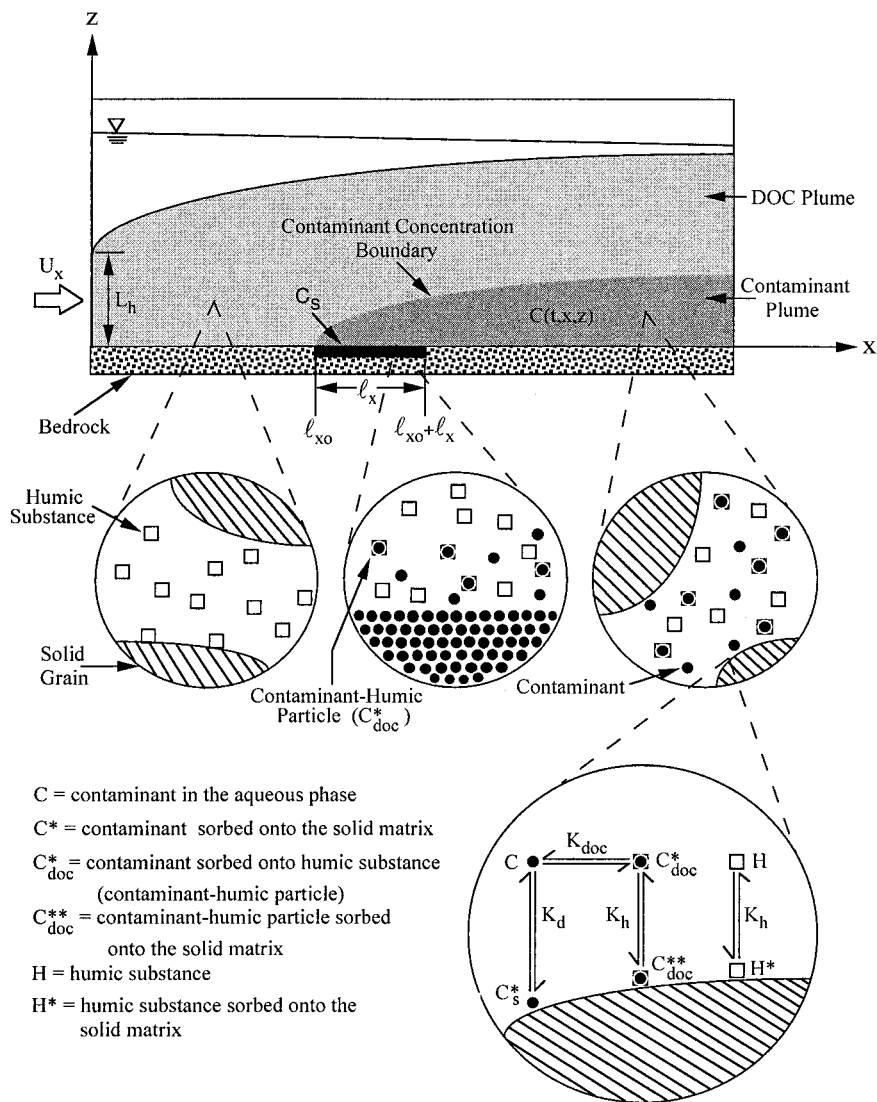 z
DOC Plume
Contaminant Concentration
Boundary
U_x
L_h
C_S
C(t,x,z)
Contaminant
Plume
x
Bedrock
ℓ_x
ℓ_xo
ℓ_xo+ℓ_x
Humic
Substance
Solid
Grain
Contaminant-Humic
Particle (C*_doc)
Contaminant
C = contaminant in the aqueous phase
C* = contaminant sorbed onto the solid matrix
C*_doc = contaminant sorbed onto humic substance
(contaminant-humic particle)
C**_doc = contaminant-humic particle sorbed
onto the solid matrix
H = humic substance
H* = humic substance sorbed onto the
solid matrix
K_doc
C
C*_doc
H
K_d
K_h
K_h
C*_s
C**_doc
H*